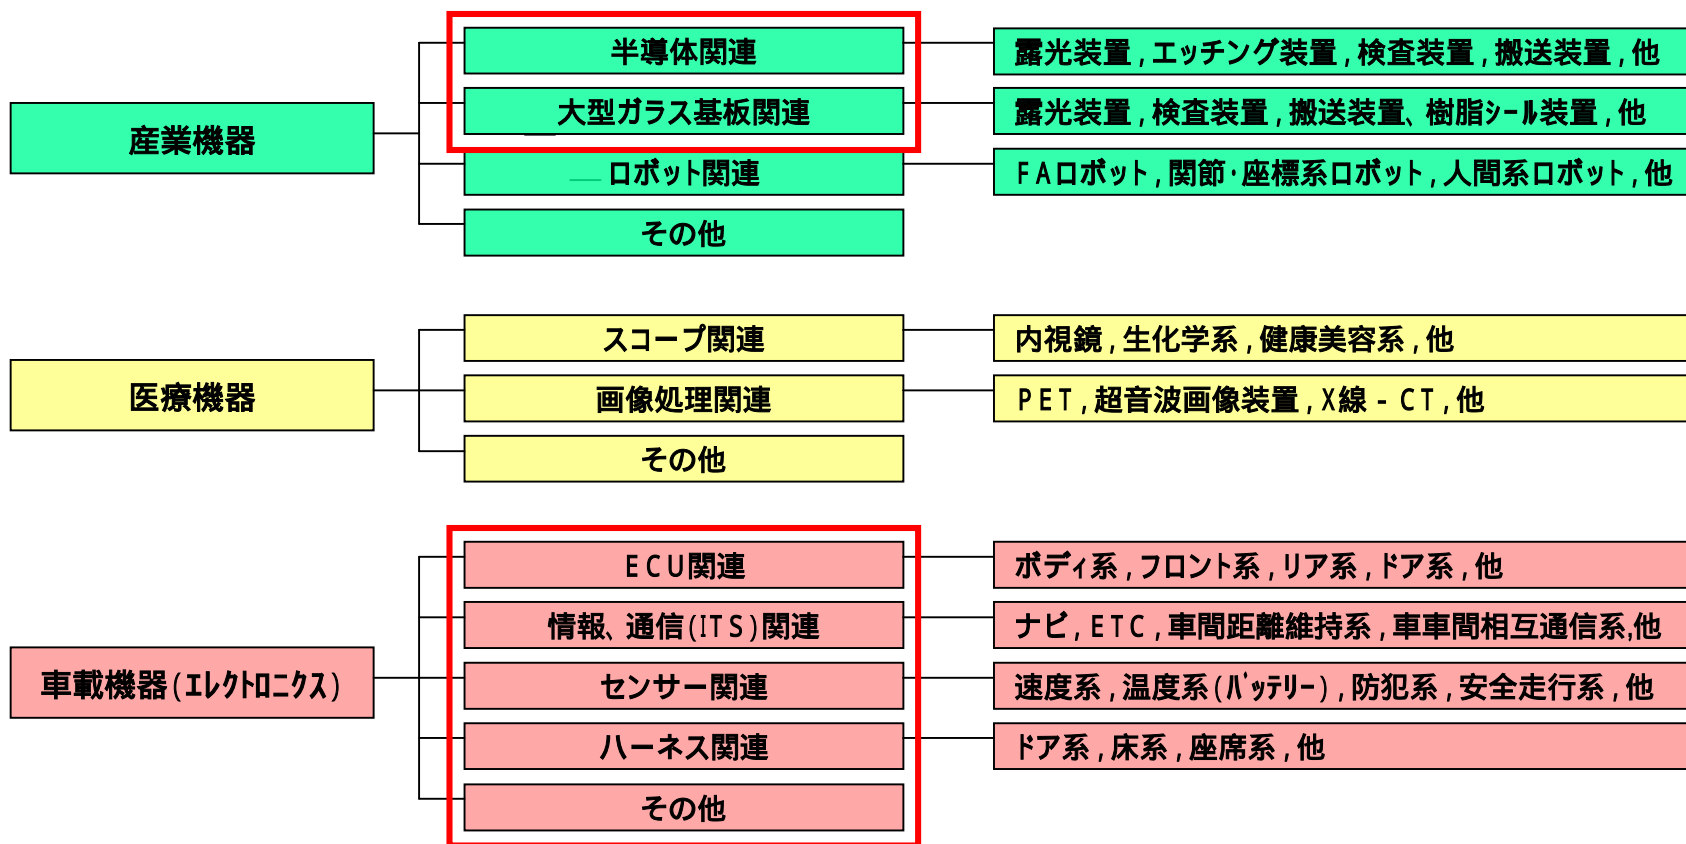 半導体関連
露光装置,エッチング装置,検査装置,搬送装置,他
大型ガラス基板関連
露光装置,検査装置,搬送装置、樹脂ｼｰﾙ装置,他
産業機器
ロボット関連
FAロボット,関節・座標系ロボット,人間系ロボット,他
その他
スコープ関連
内視鏡,生化学系,健康美容系,他
医療機器
画像処理関連
PET,超音波画像装置,X線-CT,他
その他
ECU関連
ボディ系,フロント系,リア系,ドア系,他
情報、通信(ITS)関連
ナビ,ETC,車間距離維持系,車車間相互通信系,他
車載機器(ｴﾚｸﾄﾛﾆｸｽ)
センサー関連
速度系,温度系(ﾊﾞｯﾃﾘｰ),防犯系,安全走行系,他
ハーネス関連
ドア系,床系,座席系,他
その他